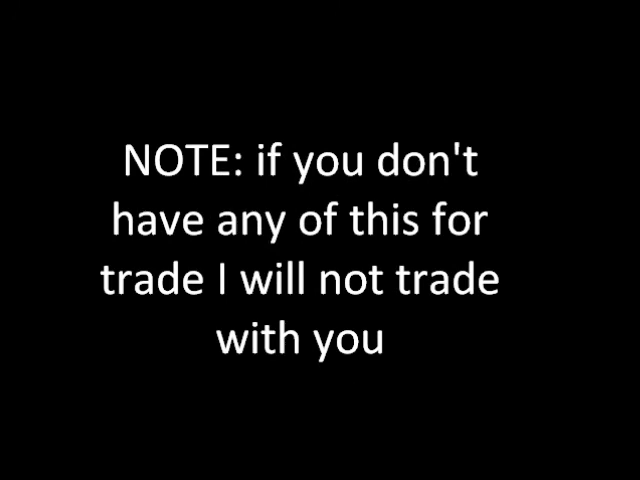 NOTE: if you don't
have any of this for
trade I will not trade
with you